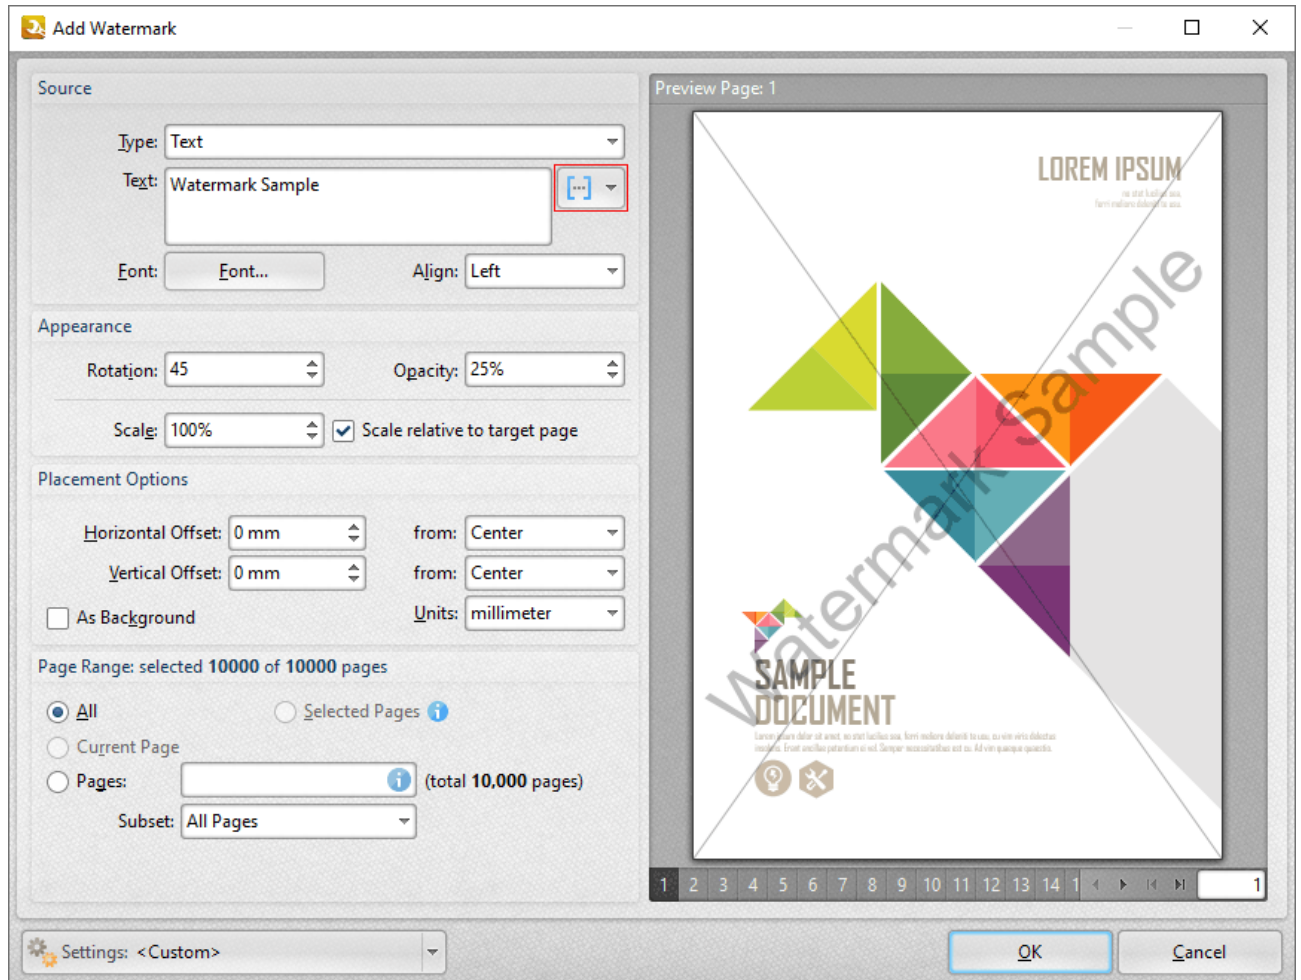 Add Watermark
Source
Type: Text
Text: Watermark Sample
Font: Font... Align: Left
Appearance
Rotation: 45 Opacity: 25%
Scale: 100% Scale relative to target page
Placement Options
Horizontal Offset: 0 mm from: Center
Vertical Offset: 0 mm from: Center
As Background Units: millimeter
Page Range: selected 10000 of 10000 pages
All Selected Pages
Current Page
Pages: (total 10,000 pages)
Subset: All Pages
Preview Page: 1
LOREM IPSUM
Watermark Sample
SAMPLE
DOCUMENT
1 2 3 4 5 6 7 8 9 10 11 12 13 14 1 1
Settings: <Custom> OK Cancel